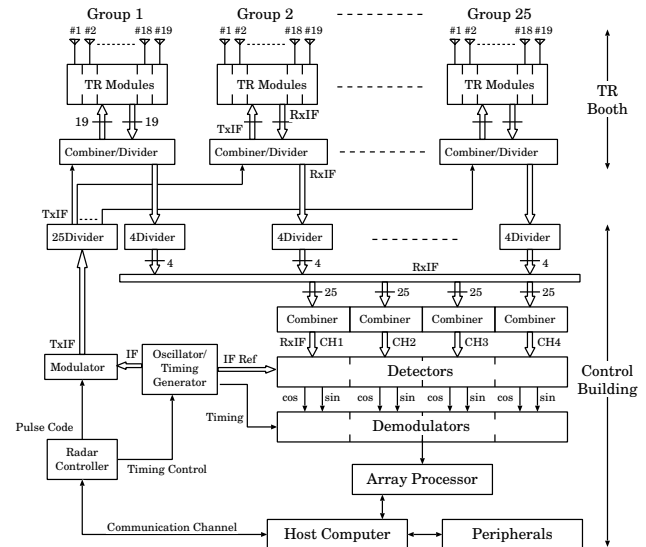 Group 1 Group 2 Group 25
#1 #2 #18 #19 #1 #2 #18 #19 #1 #2 #18 #19
TR Modules TR Modules TR Modules
TR
Booth
19 19 TxIF RxIF
Combiner/Divider Combiner/Divider Combiner/Divider
RxIF
TxIF
25Divider 4Divider 4Divider 4Divider
4 4 4
RxIF
25 25 25 25
Combiner Combiner Combiner Combiner
RxIF CH1 CH2 CH3 CH4
TxIF
Modulator
IF
Oscillator/
Timing
Generator
IF Ref
Detectors
Control
Building
cos sin cos sin cos sin cos sin
Timing
Demodulators
Pulse Code
Radar
Controller
Timing Control
Array Processor
Communication Channel
Host Computer
Peripherals